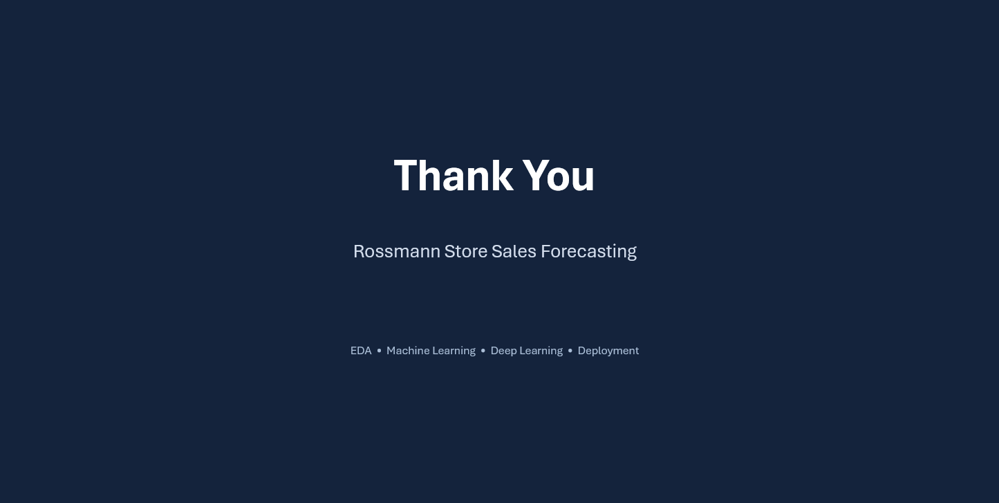 Thank You
Rossmann Store Sales Forecasting
EDA • Machine Learning • Deep Learning • Deployment